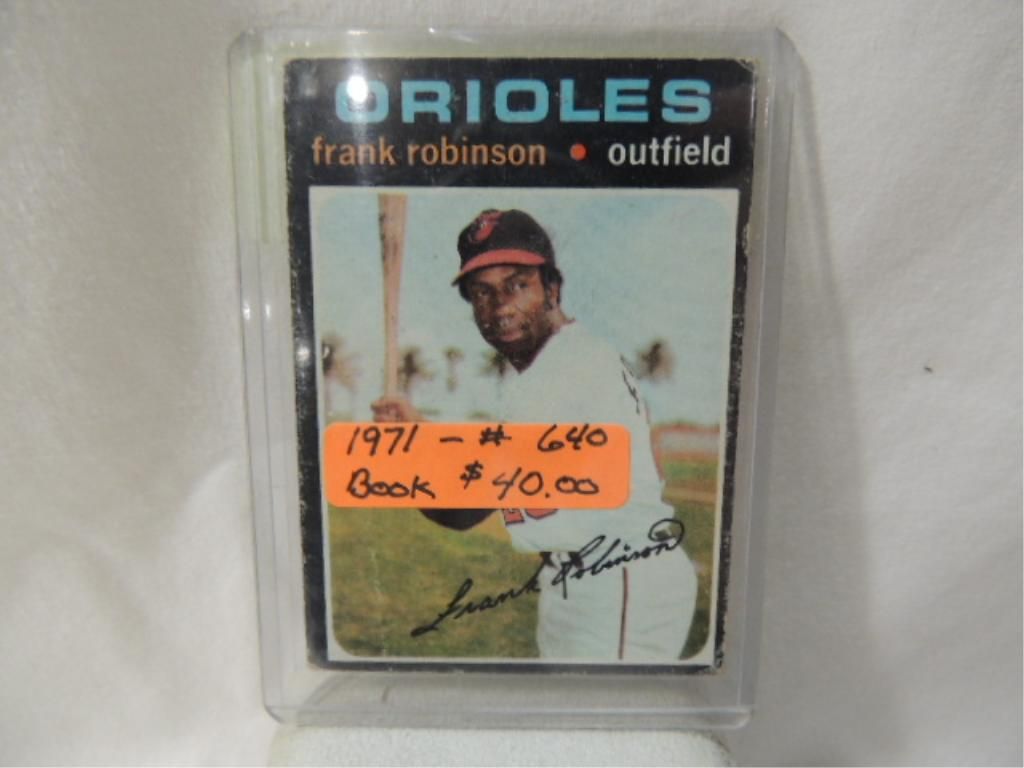 ORIOLES
frank robinson • outfield
1971 - # 640
Book $ 40.00
Frank Robinson